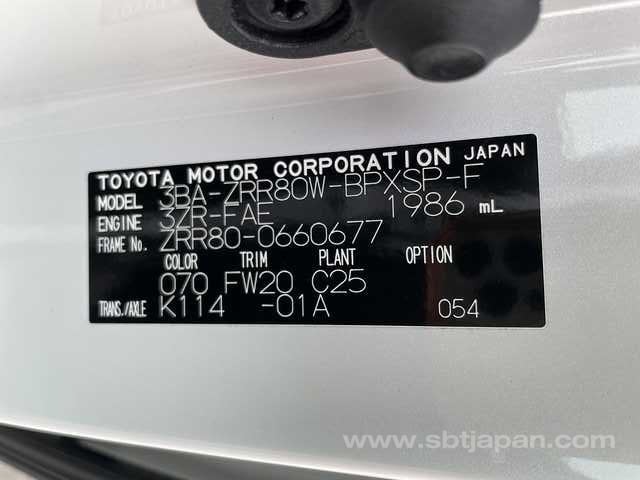 TOYOTA MOTOR CORPORATION JAPAN
MODEL 3BA-ZRR80W-BPXSP-F
ENGINE 3ZR-FAE 1986 mL
FRAME No. ZRR80-0660677
COLOR TRIM PLANT OPTION
070 FW20 C25
TRANS./AXLE K114 -01A 054
www.sbtjapan.com